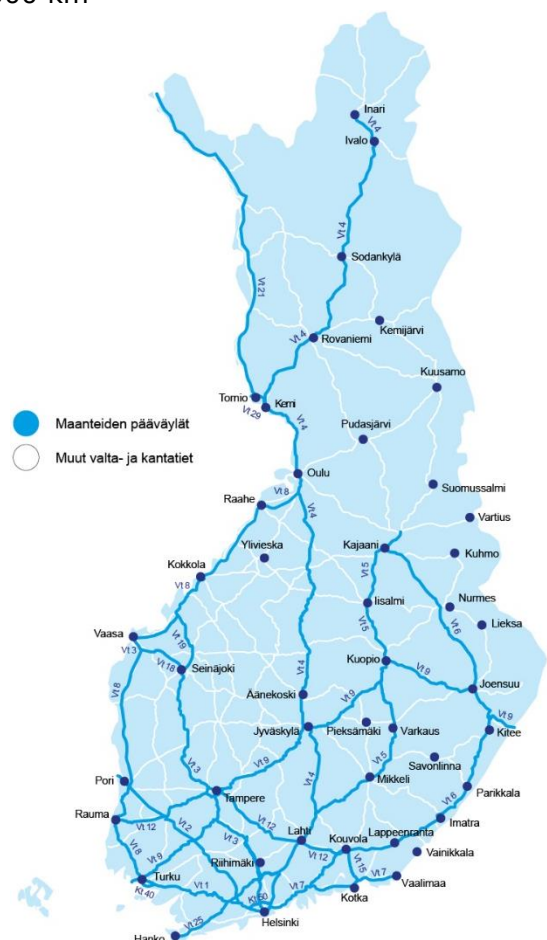 Inari
Vt 4
Ivalo
Vt 4
Sodankylä
Vt 21
Kemijärvi
Vt 4
Rovaniemi
Kuusamo
Tornio
Kemi
Vt 29
Vt 4
Maanteiden pääväylät
Pudasjärvi
Muut valta- ja kantatiet
Oulu
Suomussalmi
Vt 8
Raahe
Vt 4
Vartius
Ylivieska
Kajaani
Kuhmo
Kokkola
Vt 5
Vt 8
Iisalmi
Nurmes
Vt 5
Vt 6
Lieksa
Vaasa
Vt 19
Vt 3
Vt 18
Seinäjoki
Kuopio
Vt 9
Vt 4
Vt 8
Äänekoski
Vt 9
Joensuu
Vt 9
Jyväskylä
Pieksämäki
Varkaus
Kitee
Vt 3
Vt 9
Vt 5
Savonlinna
Pori
Vt 4
Mikkeli
Parikkala
Tampere
Vt 6
Rauma
Vt 12
Vt 2
Vt 12
Imatra
Vt 3
Lahti
Kouvola
Lappeenranta
Vt 8
Vt 9
Riihimäki
Vt 12
Vainikkala
Vt 15
Turku
Vt 1
Vt 7
Vt 7
Vaalimaa
Kt 40
Kt 50
Kotka
Vt 25
Helsinki
Hanko